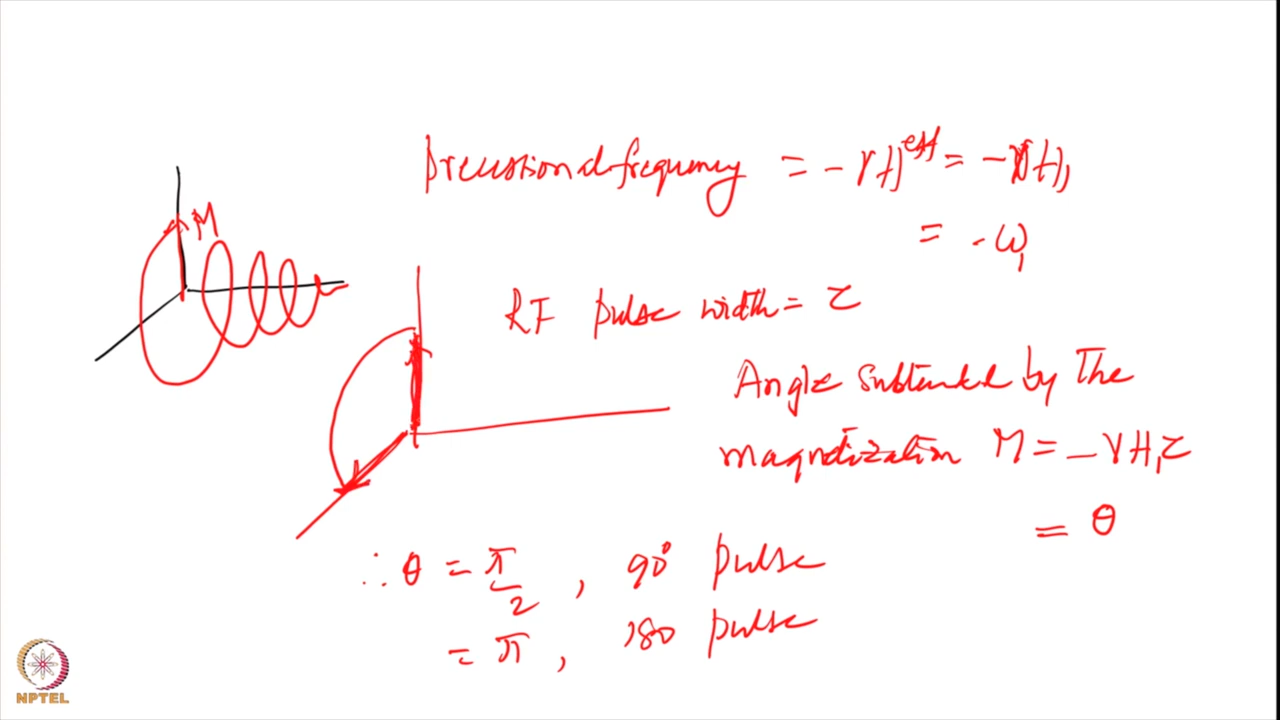 Precessional frequency = - γH^eff = - γH₁
= - ω₁
M
RF pulse width = τ
Angle subtended by the
magnetization M = - γH₁τ
= θ
∴ θ = π/2 , 90° pulse
= π , 180 pulse
NPTEL